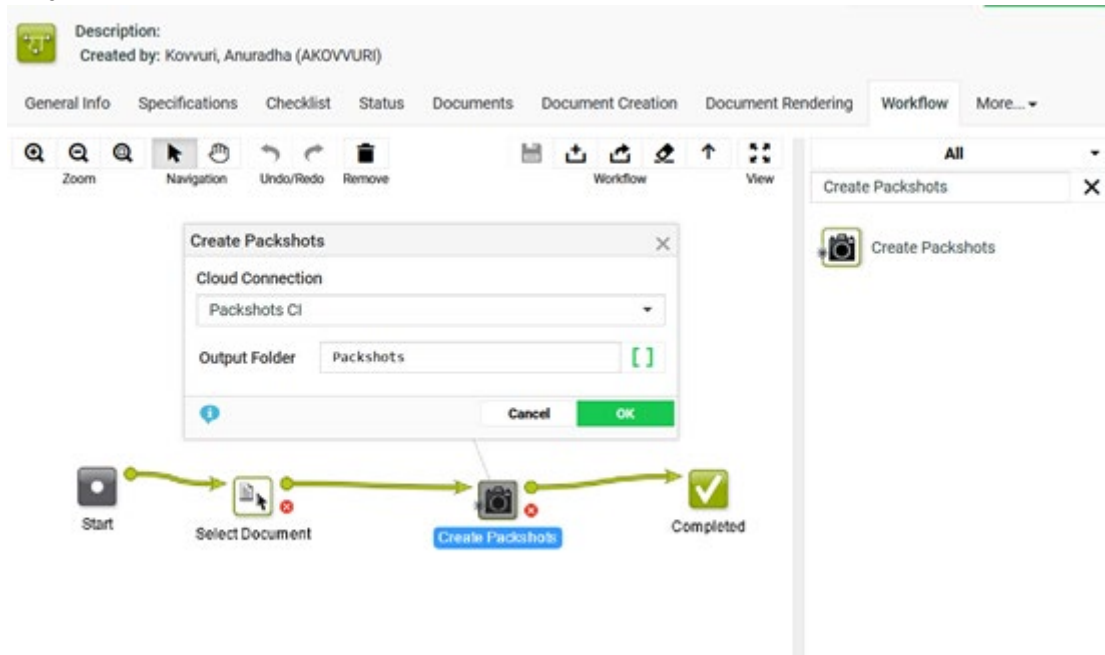 Description:
Created by: Kovvuri, Anuradha (AKOVVURI)
General Info Specifications Checklist Status Documents Document Creation Document Rendering Workflow More...
Zoom Navigation Undo/Redo Remove Workflow View
All
Create Packshots
Create Packshots
Create Packshots
Cloud Connection
Packshots CI
Output Folder Packshots [ ]
Cancel OK
Start
Select Document
Create Packshots
Completed